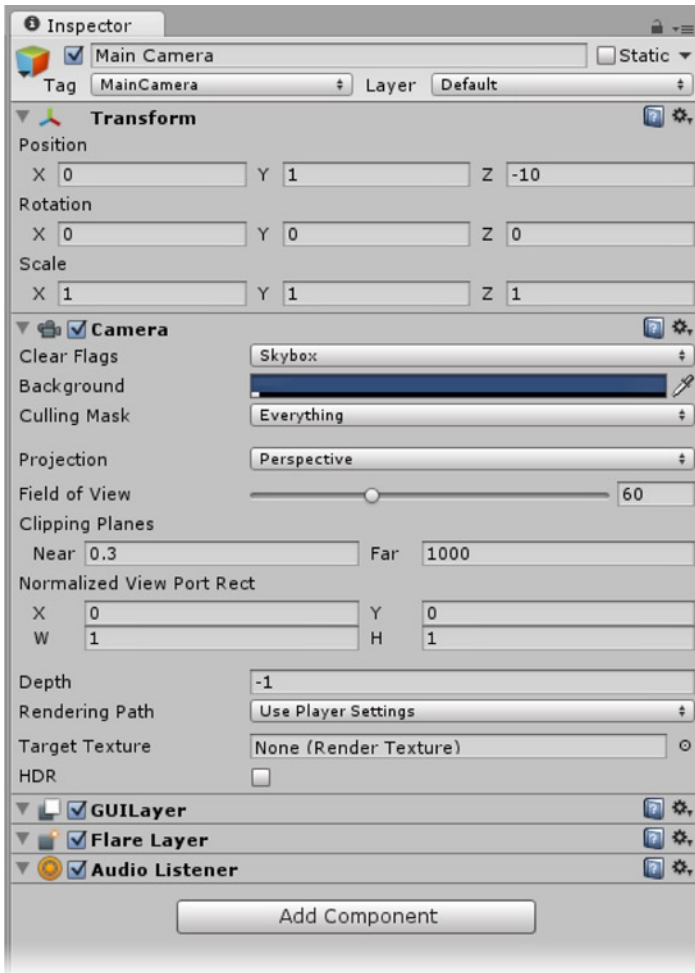 Inspector
Main Camera Static
Tag MainCamera Layer Default
Transform
Position
X 0 Y 1 Z -10
Rotation
X 0 Y 0 Z 0
Scale
X 1 Y 1 Z 1
Camera
Clear Flags Skybox
Background
Culling Mask Everything
Projection Perspective
Field of View 60
Clipping Planes
Near 0.3 Far 1000
Normalized View Port Rect
X 0 Y 0
W 1 H 1
Depth -1
Rendering Path Use Player Settings
Target Texture None (Render Texture)
HDR
GUILayer
Flare Layer
Audio Listener
Add Component